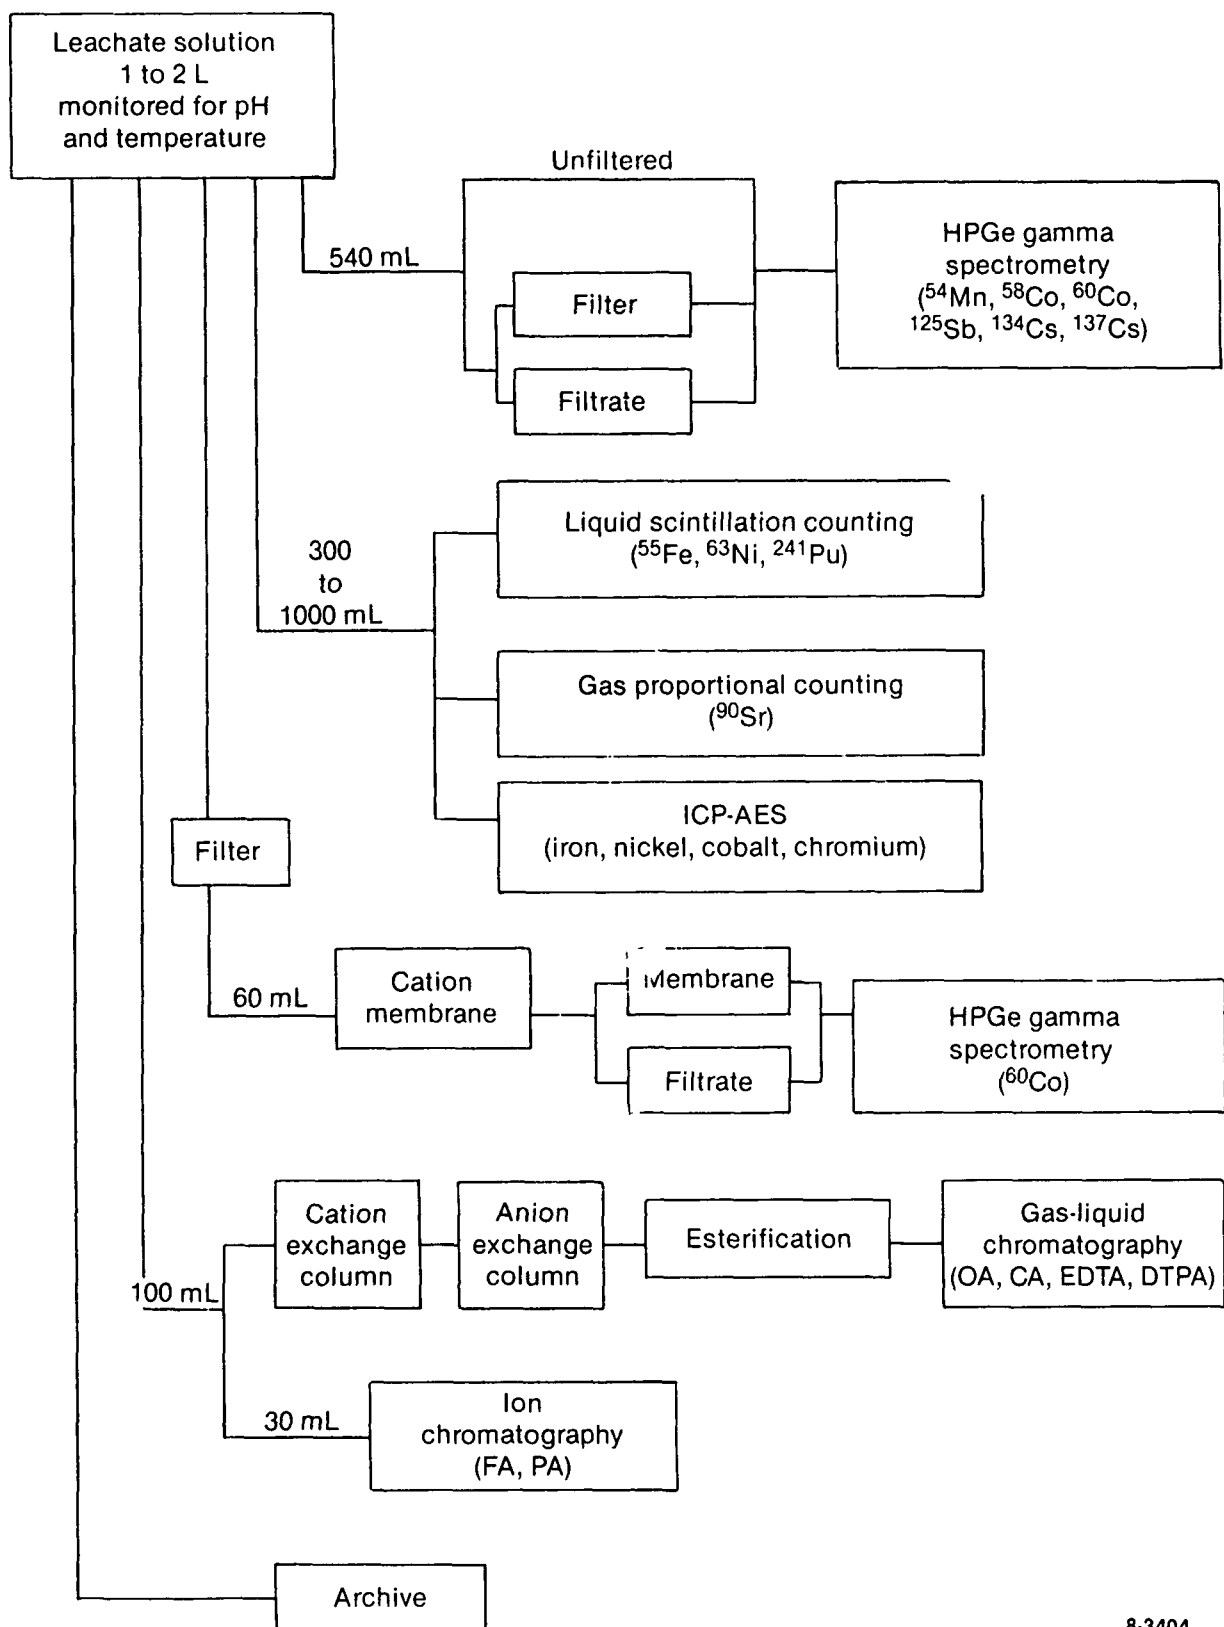 Leachate solution
1 to 2 L
monitored for pH
and temperature
Unfiltered
540 mL
Filter
Filtrate
HPGe gamma
spectrometry
(⁵⁴Mn, ⁵⁸Co, ⁶⁰Co,
¹²⁵Sb, ¹³⁴Cs, ¹³⁷Cs)
300
to
1000 mL
Liquid scintillation counting
(⁵⁵Fe, ⁶³Ni, ²⁴¹Pu)
Gas proportional counting
(⁹⁰Sr)
ICP-AES
(iron, nickel, cobalt, chromium)
Filter
60 mL
Cation
membrane
Membrane
Filtrate
HPGe gamma
spectrometry
(⁶⁰Co)
100 mL
Cation
exchange
column
Anion
exchange
column
Esterification
Gas-liquid
chromatography
(OA, CA, EDTA, DTPA)
30 mL
Ion
chromatography
(FA, PA)
Archive
8-3404